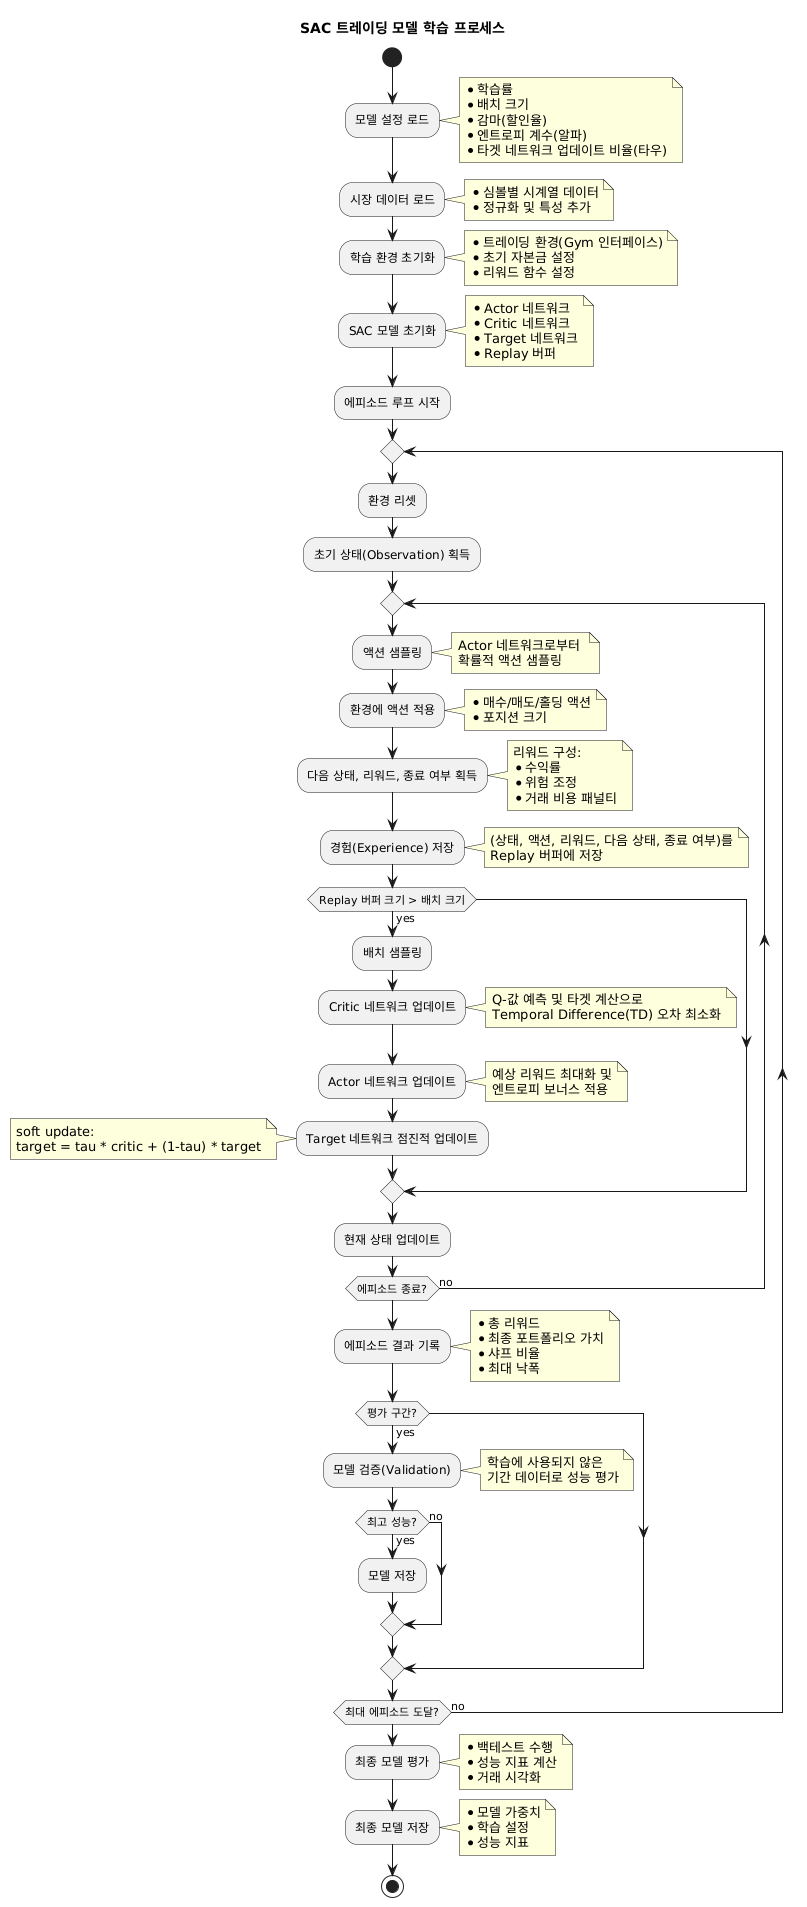 SAC 트레이딩 모델 학습 프로세스
모델 설정 로드
• 학습률
• 배치 크기
• 감마(할인율)
• 엔트로피 계수(알파)
• 타겟 네트워크 업데이트 비율(타우)
시장 데이터 로드
• 심볼별 시계열 데이터
• 정규화 및 특성 추가
학습 환경 초기화
• 트레이딩 환경(Gym 인터페이스)
• 초기 자본금 설정
• 리워드 함수 설정
SAC 모델 초기화
• Actor 네트워크
• Critic 네트워크
• Target 네트워크
• Replay 버퍼
에피소드 루프 시작
환경 리셋
초기 상태(Observation) 획득
액션 샘플링
Actor 네트워크로부터
확률적 액션 샘플링
환경에 액션 적용
• 매수/매도/홀딩 액션
• 포지션 크기
다음 상태, 리워드, 종료 여부 획득
리워드 구성:
• 수익률
• 위험 조정
• 거래 비용 패널티
경험(Experience) 저장
(상태, 액션, 리워드, 다음 상태, 종료 여부)를
Replay 버퍼에 저장
Replay 버퍼 크기 > 배치 크기
yes
배치 샘플링
Critic 네트워크 업데이트
Q-값 예측 및 타겟 계산으로
Temporal Difference(TD) 오차 최소화
Actor 네트워크 업데이트
예상 리워드 최대화 및
엔트로피 보너스 적용
soft update:
target = tau * critic + (1-tau) * target
Target 네트워크 점진적 업데이트
현재 상태 업데이트
에피소드 종료?
no
에피소드 결과 기록
• 총 리워드
• 최종 포트폴리오 가치
• 샤프 비율
• 최대 낙폭
평가 구간?
yes
모델 검증(Validation)
학습에 사용되지 않은
기간 데이터로 성능 평가
최고 성능?
no
yes
모델 저장
최대 에피소드 도달?
no
최종 모델 평가
• 백테스트 수행
• 성능 지표 계산
• 거래 시각화
최종 모델 저장
• 모델 가중치
• 학습 설정
• 성능 지표